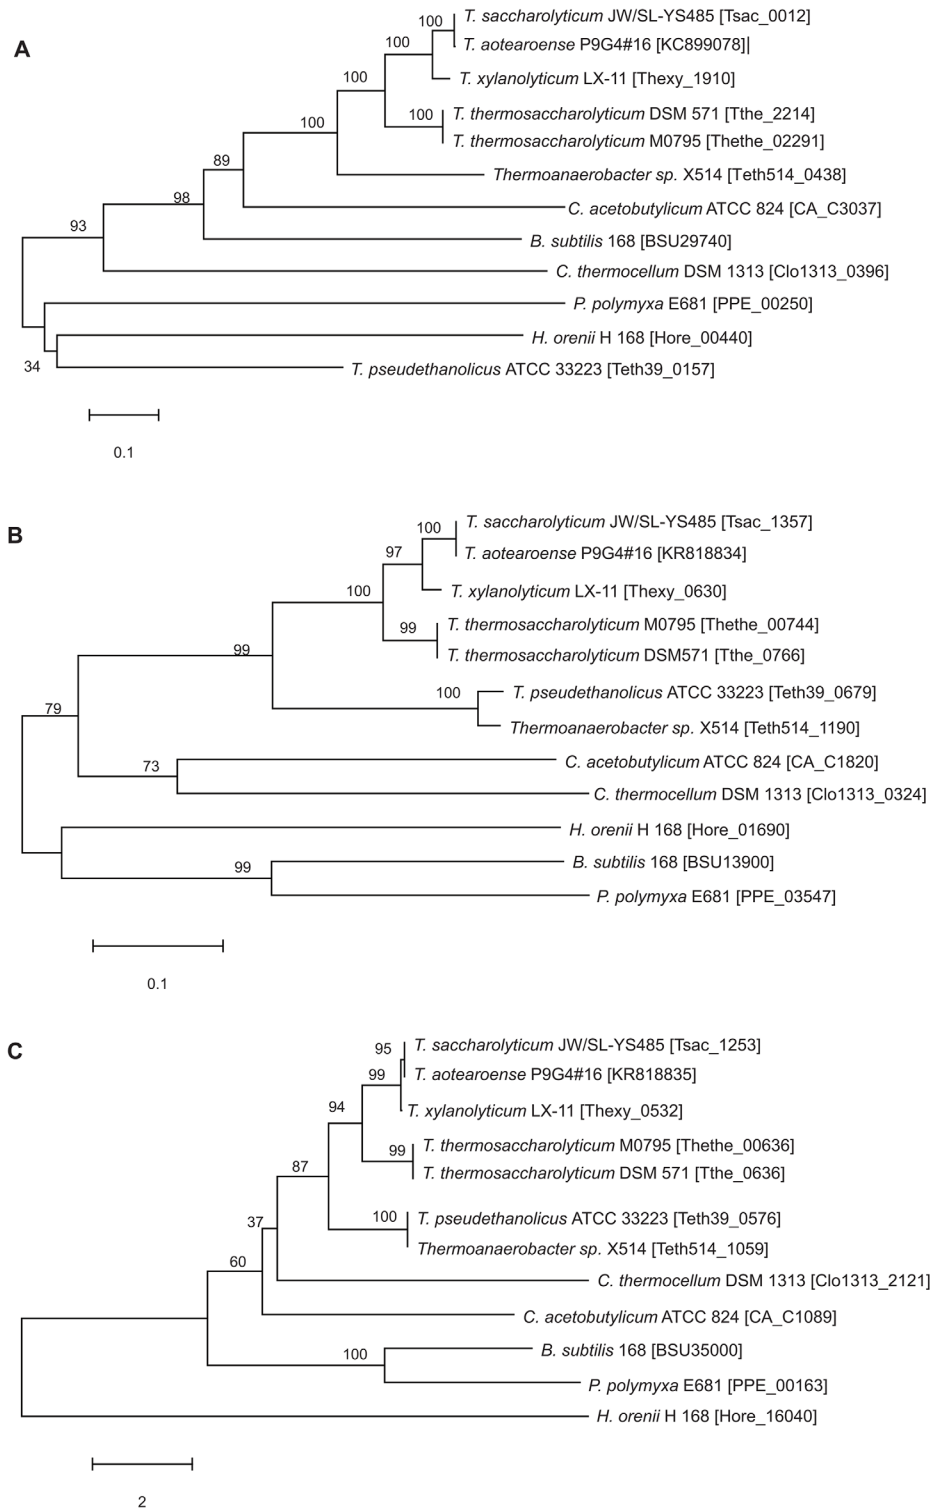 A
100
T. saccharolyticum JW/SL-YS485 [Tsac_0012]
T. aotearoense P9G4#16 [KC899078]|
100
T. xylanolyticum LX-11 [Thexy_1910]
100
100
T. thermosaccharolyticum DSM 571 [Tthe_2214]
T. thermosaccharolyticum M0795 [Thethe_02291]
100
Thermoanaerobacter sp. X514 [Teth514_0438]
89
C. acetobutylicum ATCC 824 [CA_C3037]
98
B. subtilis 168 [BSU29740]
93
C. thermocellum DSM 1313 [Clo1313_0396]
P. polymyxa E681 [PPE_00250]
H. orenii H 168 [Hore_00440]
34
T. pseudethanolicus ATCC 33223 [Teth39_0157]
0.1
B
100
T. saccharolyticum JW/SL-YS485 [Tsac_1357]
T. aotearoense P9G4#16 [KR818834]
97
T. xylanolyticum LX-11 [Thexy_0630]
100
99
T. thermosaccharolyticum M0795 [Thethe_00744]
T. thermosaccharolyticum DSM571 [Tthe_0766]
99
100
T. pseudethanolicus ATCC 33223 [Teth39_0679]
Thermoanaerobacter sp. X514 [Teth514_1190]
79
73
C. acetobutylicum ATCC 824 [CA_C1820]
C. thermocellum DSM 1313 [Clo1313_0324]
H. orenii H 168 [Hore_01690]
99
B. subtilis 168 [BSU13900]
P. polymyxa E681 [PPE_03547]
0.1
C
95
T. saccharolyticum JW/SL-YS485 [Tsac_1253]
T. aotearoense P9G4#16 [KR818835]
99
T. xylanolyticum LX-11 [Thexy_0532]
94
99
T. thermosaccharolyticum M0795 [Thethe_00636]
T. thermosaccharolyticum DSM 571 [Tthe_0636]
87
100
T. pseudethanolicus ATCC 33223 [Teth39_0576]
Thermoanaerobacter sp. X514 [Teth514_1059]
37
C. thermocellum DSM 1313 [Clo1313_2121]
60
C. acetobutylicum ATCC 824 [CA_C1089]
100
B. subtilis 168 [BSU35000]
P. polymyxa E681 [PPE_00163]
H. orenii H 168 [Hore_16040]
2